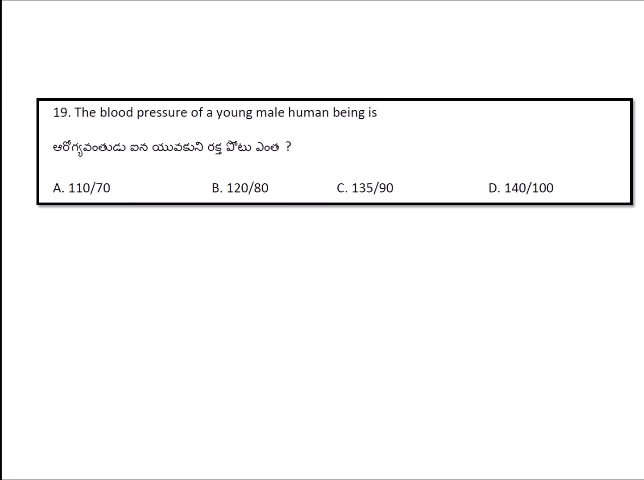 19. The blood pressure of a young male human being is
ఆరోగ్యవంతుడు ఐన యువకుని రక్త పోటు ఎంత ?
A. 110/70 B. 120/80 C. 135/90 D. 140/100